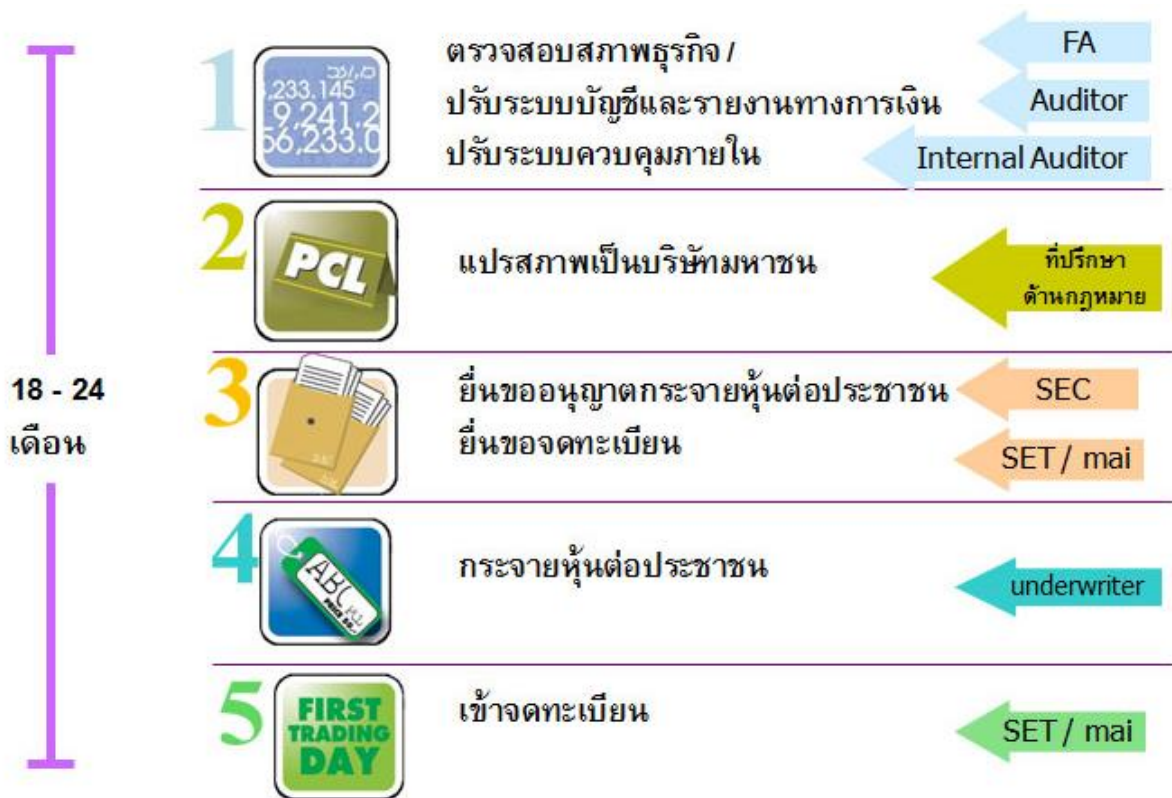 1
233.145
9,241.2
56,233.0
ตรวจสอบสภาพธุรกิจ /
ปรับระบบบัญชีและรายงานทางการเงิน
ปรับระบบควบคุมภายใน
FA
Auditor
Internal Auditor
2
PCL
แปรสภาพเป็นบริษัทมหาชน
ที่ปรึกษา
ด้านกฎหมาย
18 - 24
เดือน
3
ยื่นขออนุญาตกระจายหุ้นต่อประชาชน
ยื่นขอจดทะเบียน
SEC
SET / mai
4
ABC
กระจายหุ้นต่อประชาชน
underwriter
5
FIRST
TRADING
DAY
เข้าจดทะเบียน
SET / mai